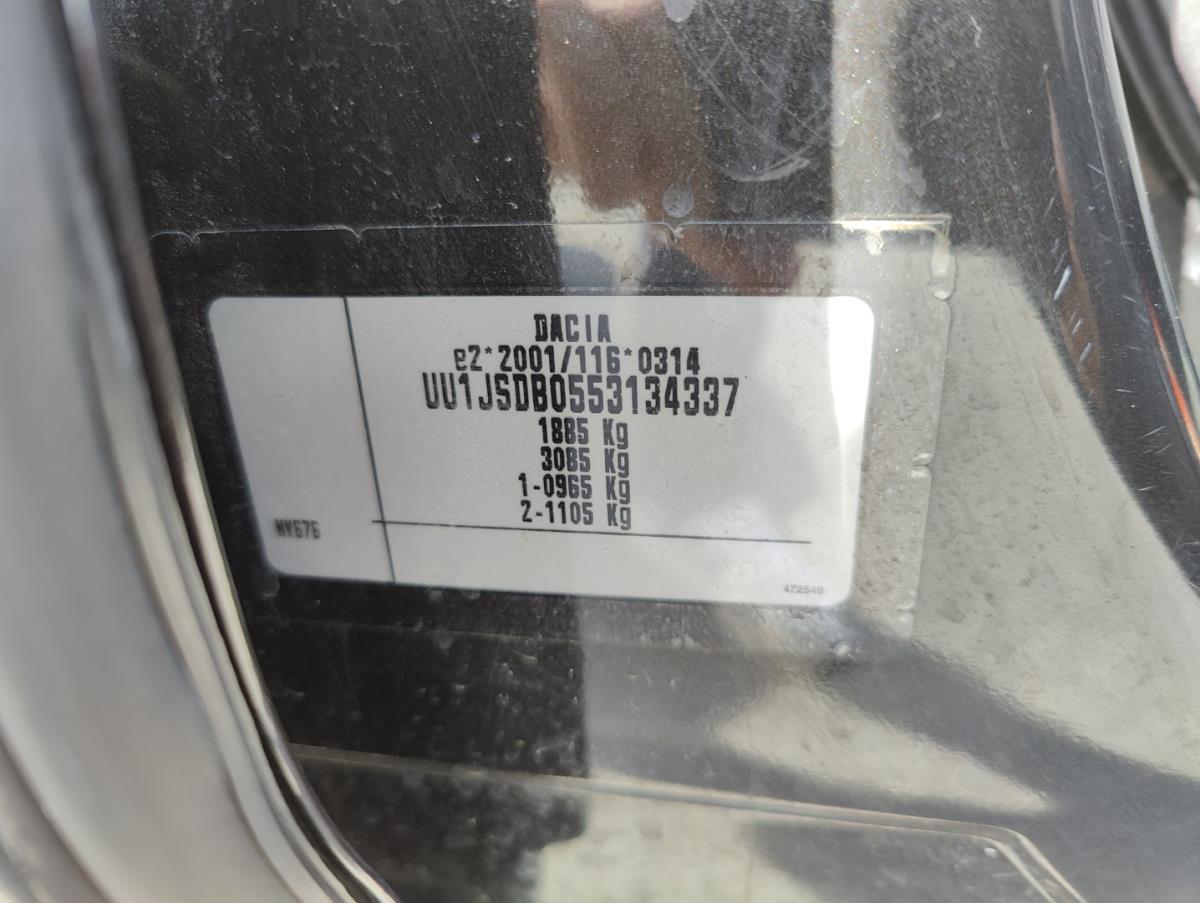 DACIA
e2*2001/116*0314
UU1JSDB0553134337
1885 Kg
3085 Kg
1-0965 Kg
2-1105 Kg
NV676
472549